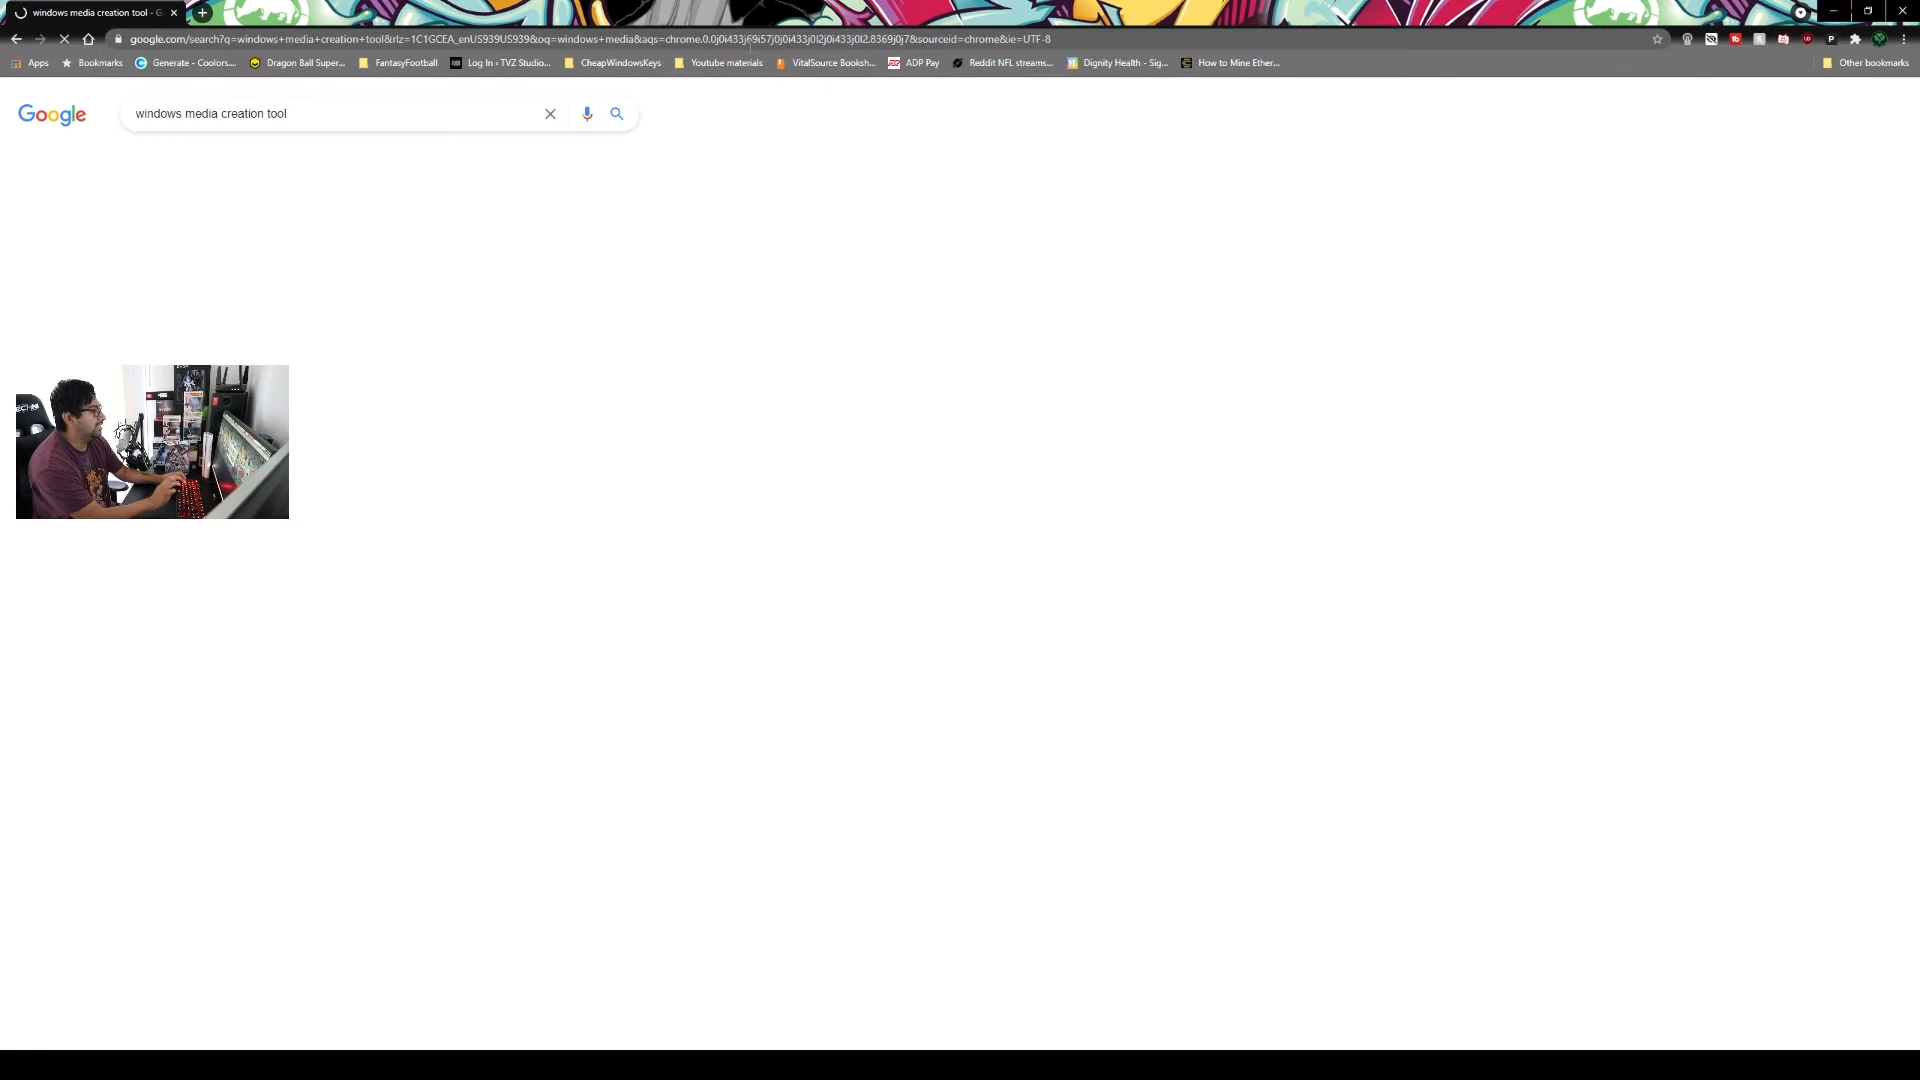 windows media creation tool - G
google.com/search?q=windows+media+creation+tool&rlz=1C1GCEA_enUS939US939&oq=windows+media&aqs=chrome.0.0j0i433j69i57j0j0i433j0l2j0i433j0l2.8369j0j7&sourceid=chrome&ie=UTF-8
Apps Bookmarks Generate - Coolors.... Dragon Ball Super... FantasyFootball Log In ‹ TVZ Studio... CheapWindowsKeys Youtube materials VitalSource Booksh... ADP Pay Reddit NFL streams... Dignity Health - Sig... How to Mine Ether... Other bookmarks
Google windows media creation tool